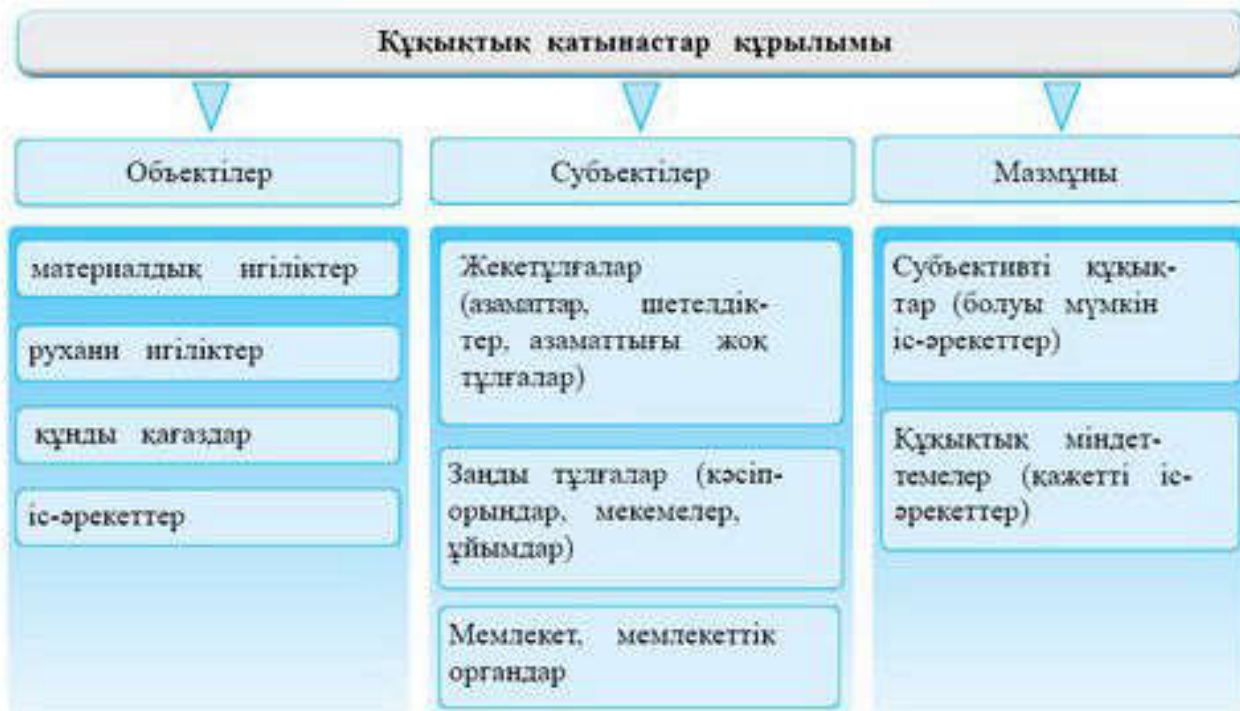 Құқықтық қатынастар құрылымы
Объектілер
материалдық игіліктер
рухани игіліктер
құнды қағаздар
іс-әрекеттер
Субъектілер
Жекетұлғалар
(азаматтар, шетелдік-
тер, азаматтығы жоқ
тұлғалар)
Заңды тұлғалар (кәсіп-
орындар, мекемелер,
ұйымдар)
Мемлекет, мемлекеттік
органдар
Мазмұны
Субъективті құқық-
тар (болуы мүмкін
іс-әрекеттер)
Құқықтық міндет-
темелер (қажетті іс-
әрекеттер)